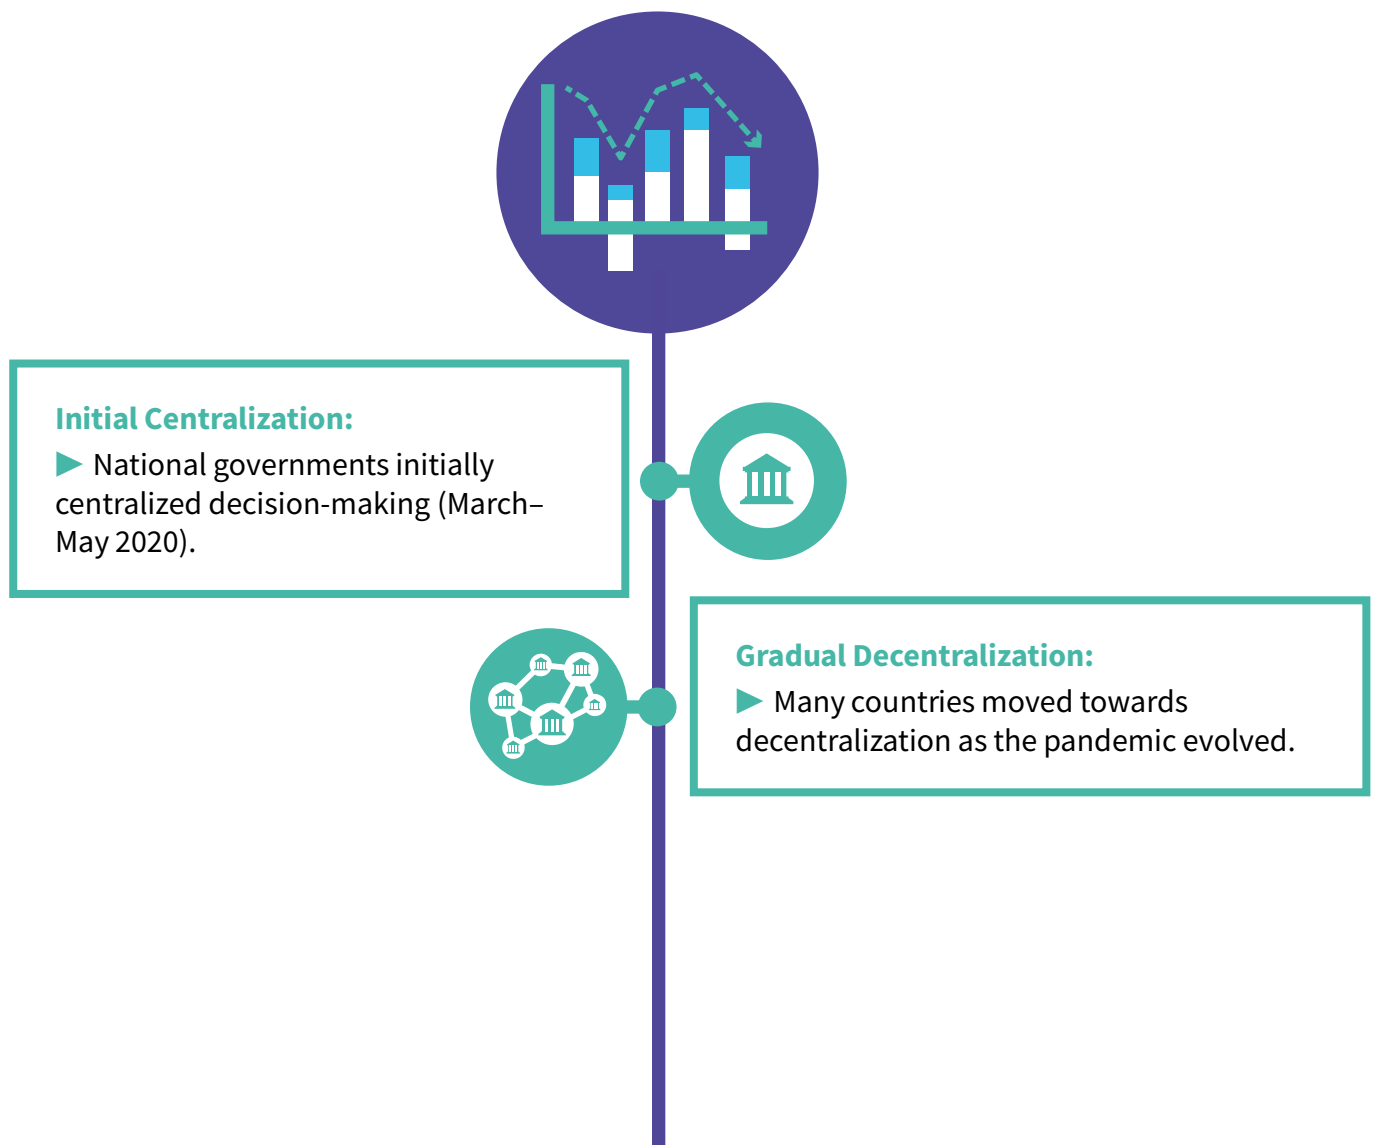 Initial Centralization:
► National governments initially
centralized decision-making (March–
May 2020).
Gradual Decentralization:
► Many countries moved towards
decentralization as the pandemic evolved.